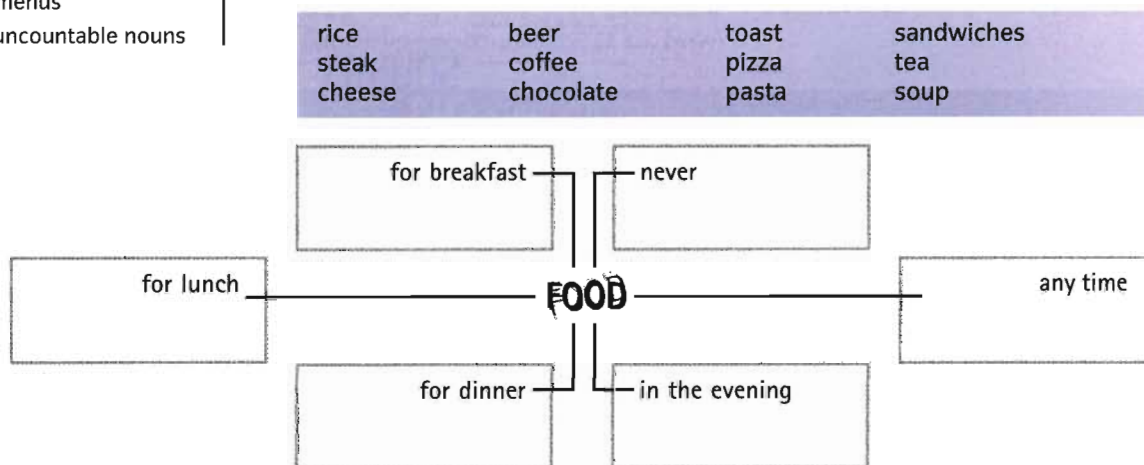 menus
uncountable nouns
rice beer toast sandwiches
steak coffee pizza tea
cheese chocolate pasta soup
for breakfast never
for lunch FOOD any time
for dinner in the evening